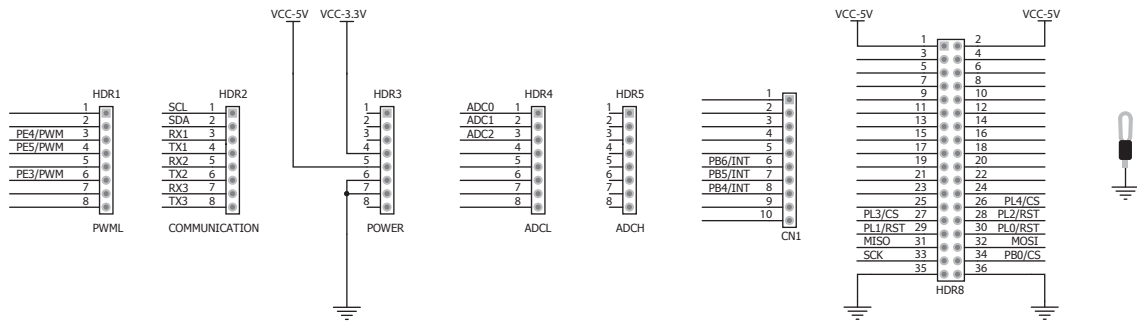 VCC-5V VCC-3.3V VCC-5V VCC-5V
HDR1
1
2
PE4/PWM 3
PE5/PWM 4
5
PE3/PWM 6
7
8
PWML
HDR2
SCL 1
SDA 2
RX1 3
TX1 4
RX2 5
TX2 6
RX3 7
TX3 8
COMMUNICATION
HDR3
1
2
3
4
5
6
7
8
POWER
HDR4
ADC0 1
ADC1 2
ADC2 3
4
5
6
7
8
ADCL
HDR5
1
2
3
4
5
6
7
8
ADCH
1
2
3
4
5
PB6/INT 6
PB5/INT 7
PB4/INT 8
9
10
CN1
1 2
3 4
5 6
7 8
9 10
11 12
13 14
15 16
17 18
19 20
21 22
23 24
25 26 PL4/CS
PL3/CS 27 28 PL2/RST
PL1/RST 29 30 PL0/RST
MISO 31 32 MOSI
SCK 33 34 PB0/CS
35 36
HDR8